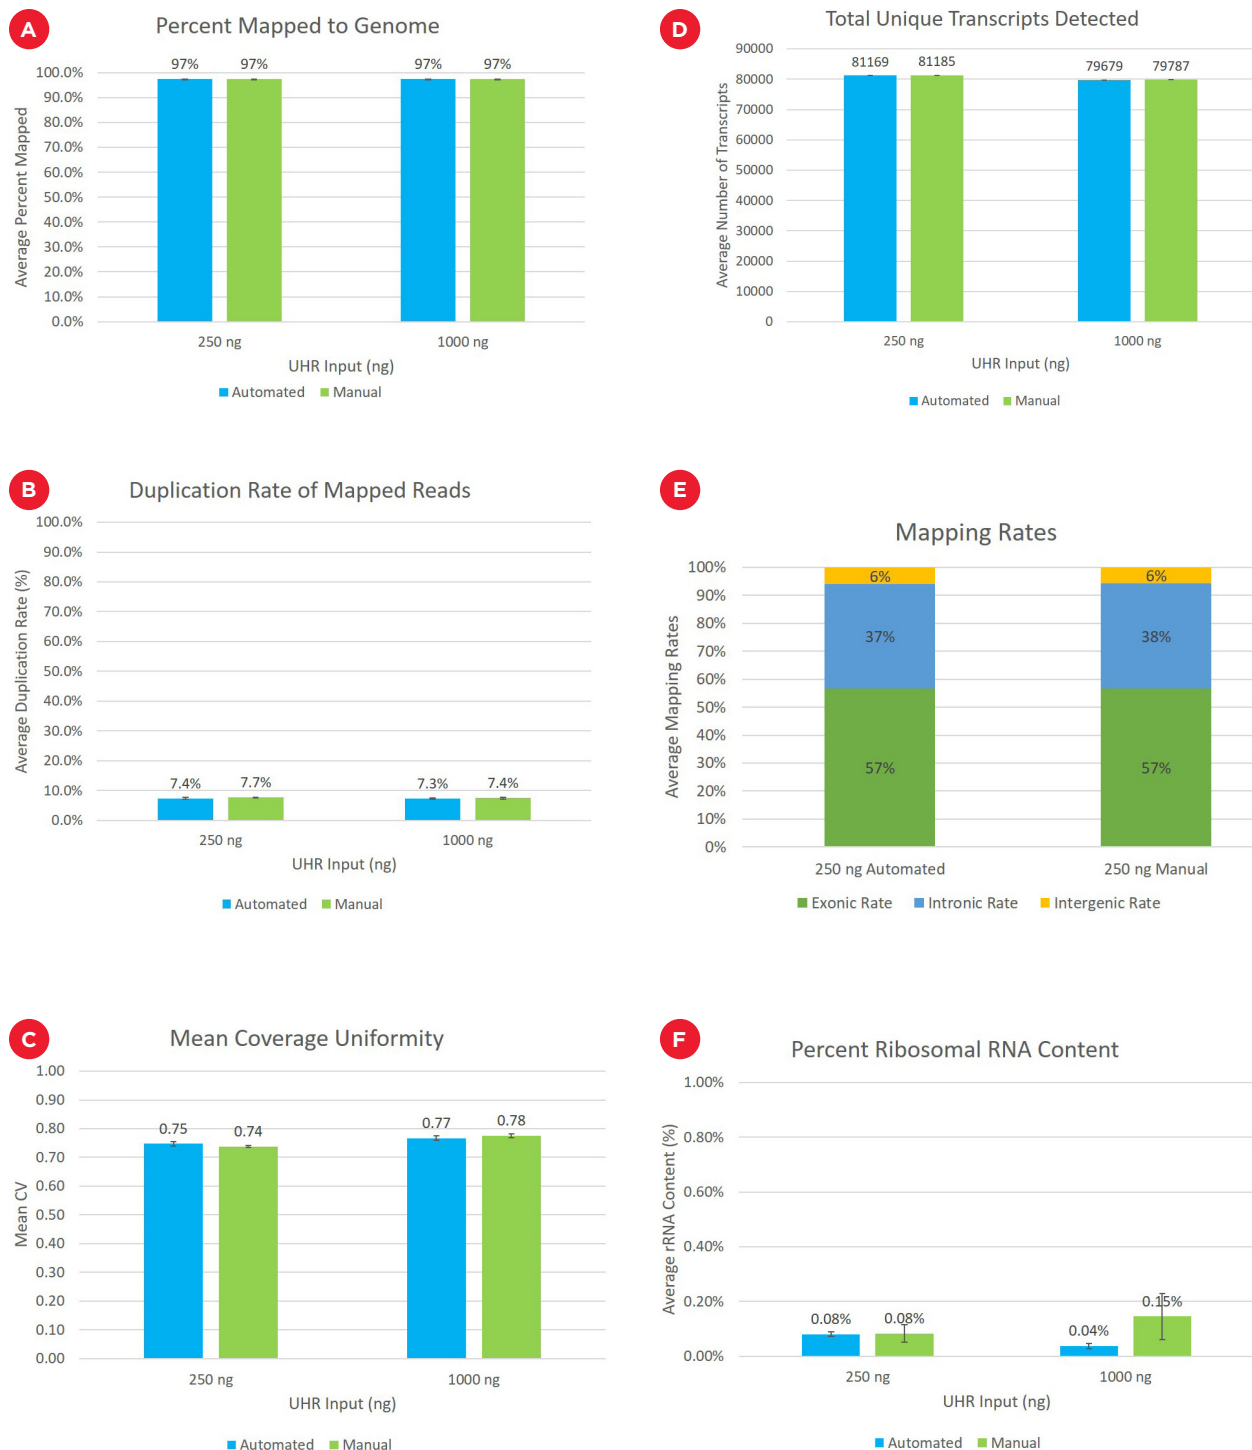 A
Percent Mapped to Genome
97% 97% 97% 97%
100.0%
90.0%
80.0%
70.0%
60.0%
50.0%
40.0%
30.0%
20.0%
10.0%
0.0%
Average Percent Mapped
250 ng 1000 ng
UHR Input (ng)
Automated Manual
D
Total Unique Transcripts Detected
90000
80000
70000
60000
50000
40000
30000
20000
10000
0
Average Number of Transcripts
81169 81185 79679 79787
250 ng 1000 ng
UHR Input (ng)
Automated Manual
B
Duplication Rate of Mapped Reads
100.0%
90.0%
80.0%
70.0%
60.0%
50.0%
40.0%
30.0%
20.0%
10.0%
0.0%
Average Duplication Rate (%)
7.4% 7.7% 7.3% 7.4%
250 ng 1000 ng
UHR Input (ng)
Automated Manual
E
Mapping Rates
100%
90%
80%
70%
60%
50%
40%
30%
20%
10%
0%
Average Mapping Rates
6% 6%
37% 38%
57% 57%
250 ng Automated 250 ng Manual
Exonic Rate Intronic Rate Intergenic Rate
C
Mean Coverage Uniformity
1.00
0.90
0.80
0.70
0.60
0.50
0.40
0.30
0.20
0.10
0.00
Mean CV
0.75 0.74 0.77 0.78
250 ng 1000 ng
UHR Input (ng)
Automated Manual
F
Percent Ribosomal RNA Content
1.00%
0.80%
0.60%
0.40%
0.20%
0.00%
Average rRNA Content (%)
0.08% 0.08% 0.04% 0.15%
250 ng 1000 ng
UHR Input (ng)
Automated Manual